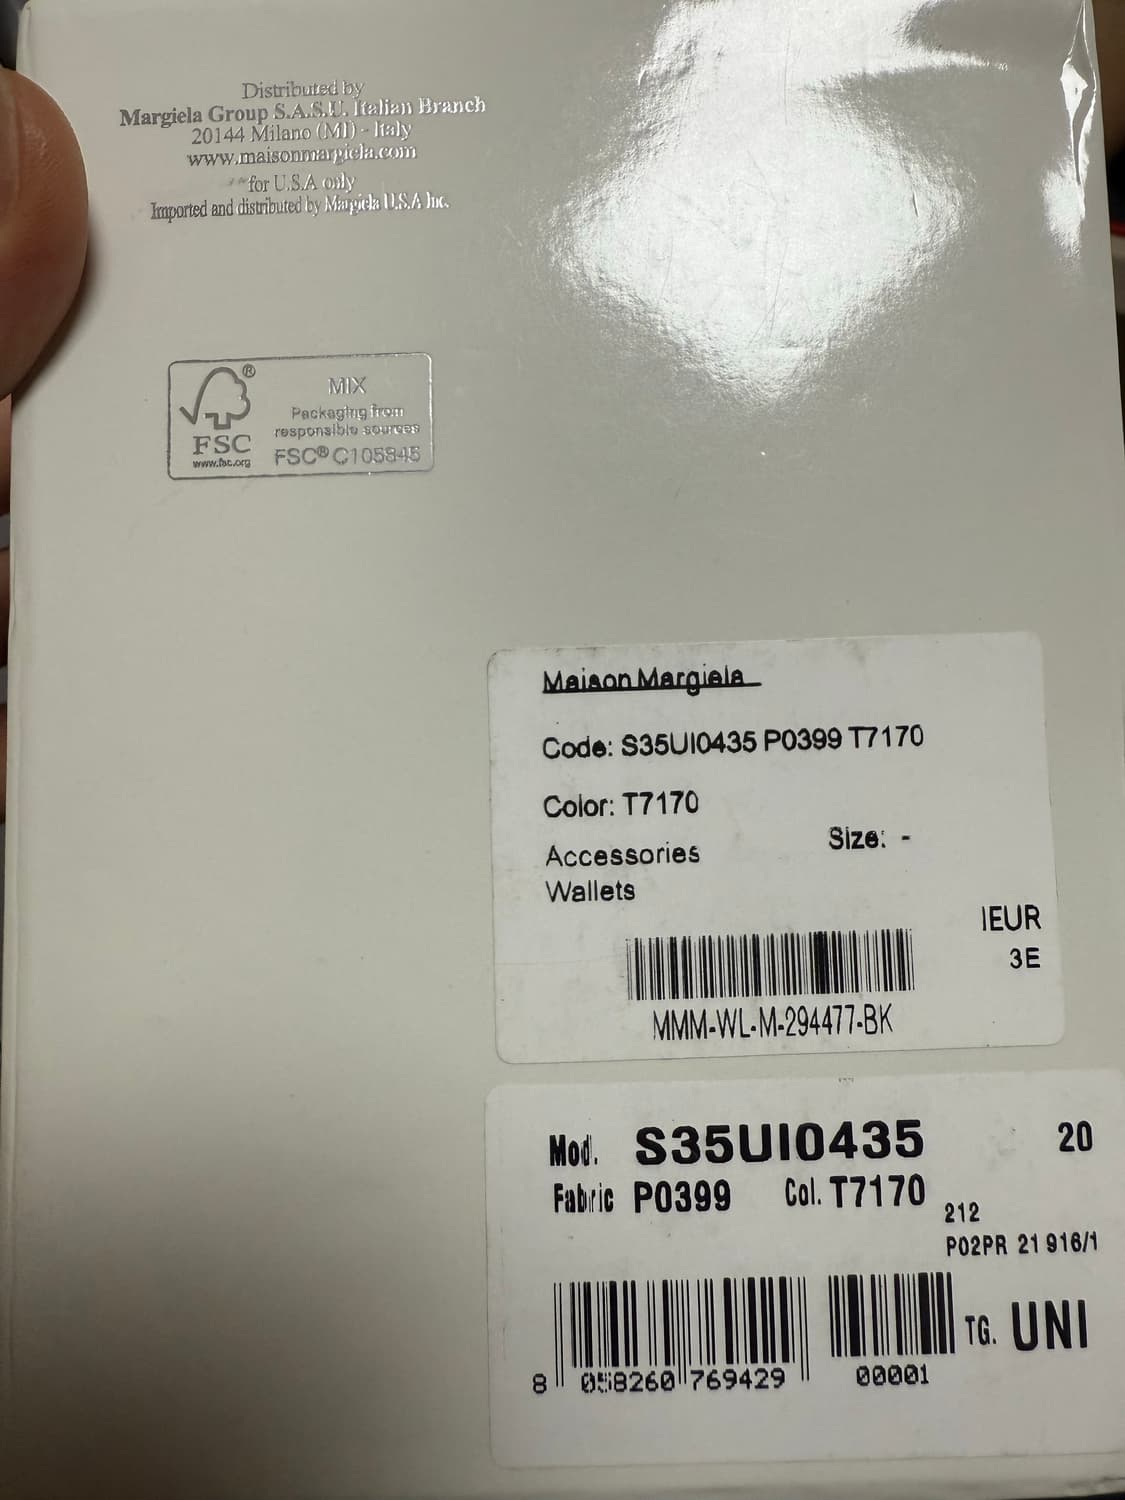 Distributed by
Margiela Group S.A.S.U. Italian Branch
20144 Milano (MI) - Italy
www.maisonmargiela.com
for U.S.A only
Imported and distributed by Margiela U.S.A Inc.
FSC®
www.fsc.org
MIX
Packaging from
responsible sources
FSC® C105845
Maison Margiela
Code: S35UI0435 P0399 T7170
Color: T7170
Size: -
Accessories
Wallets
IEUR
3E
MMM-WL-M-294477-BK
Mod. S35UI0435 20
Fabric P0399 Col. T7170
212
P02PR 21 916/1
TG. UNI
8 058260 769429 00001